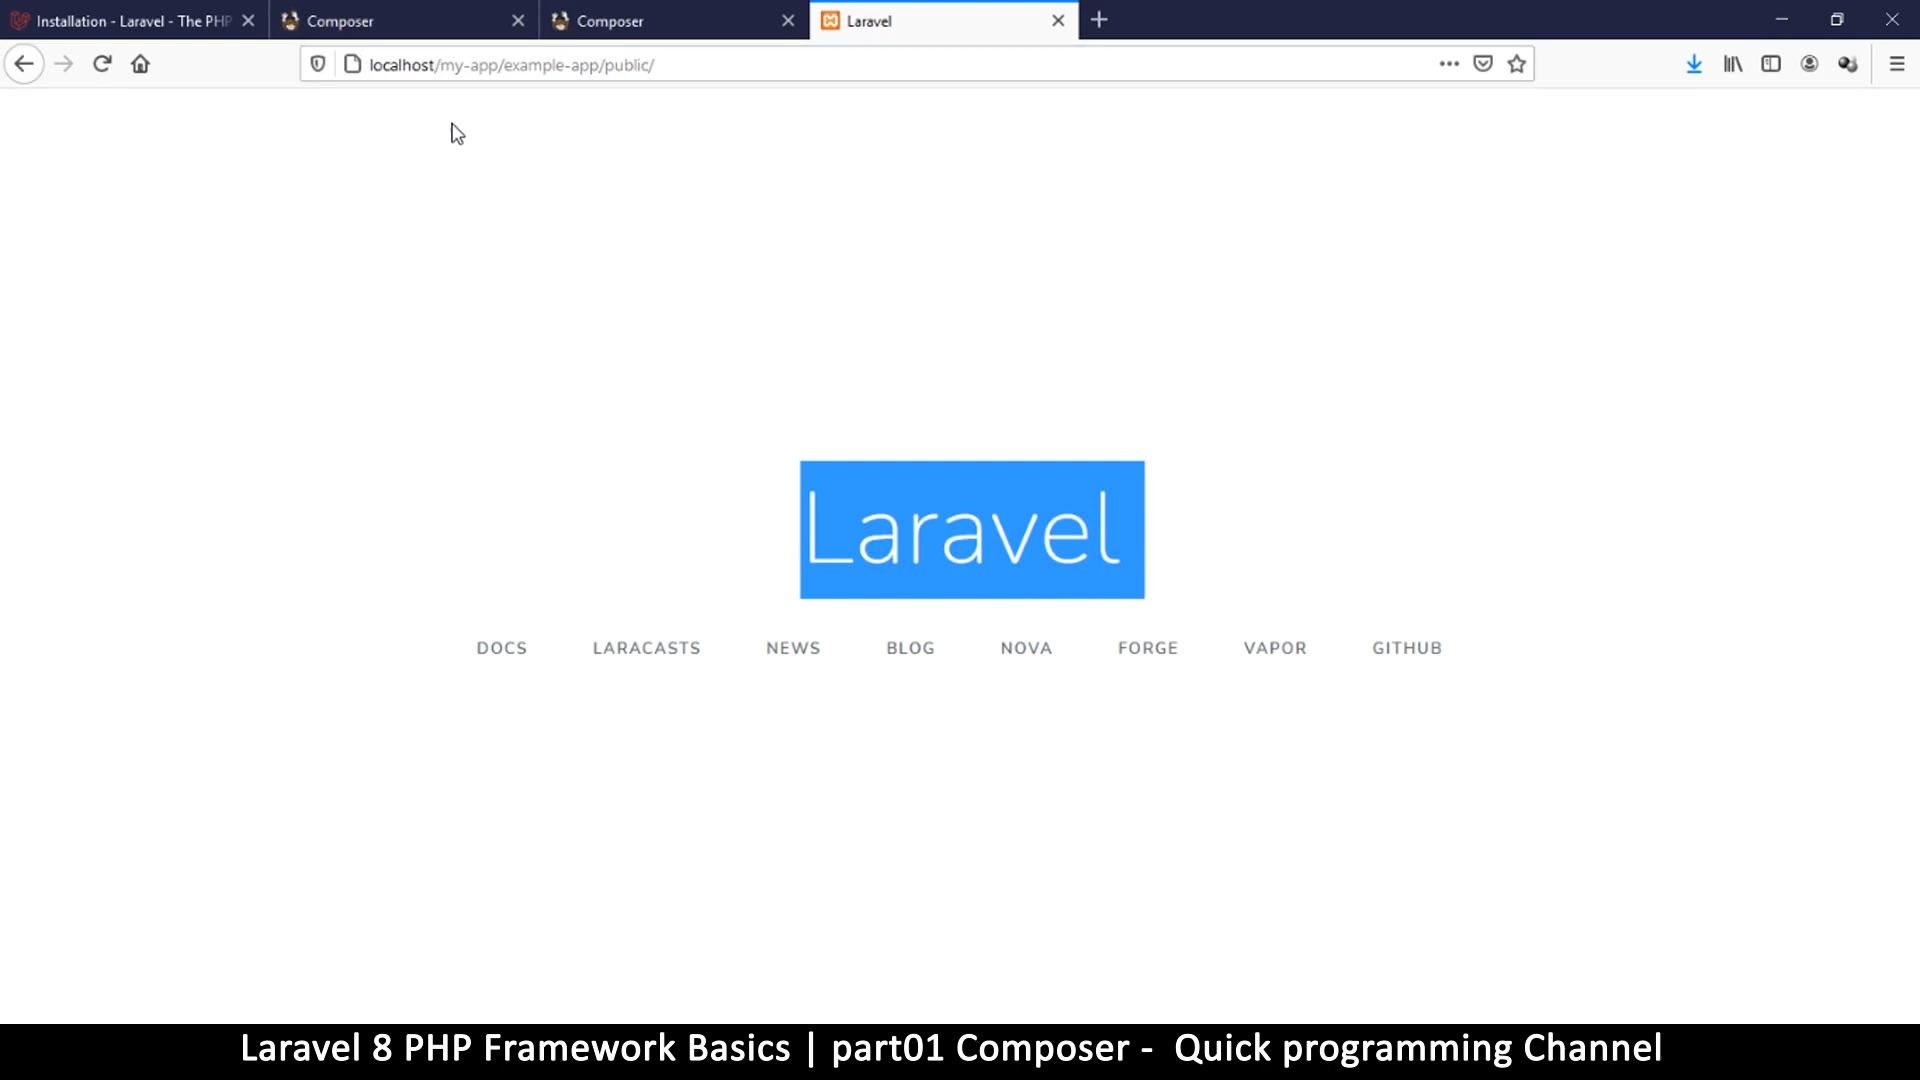 Installation - Laravel - The PHP
Composer
Composer
Laravel
localhost/my-app/example-app/public/
Laravel
DOCS LARACASTS NEWS BLOG NOVA FORGE VAPOR GITHUB
Laravel 8 PHP Framework Basics | part01 Composer - Quick programming Channel